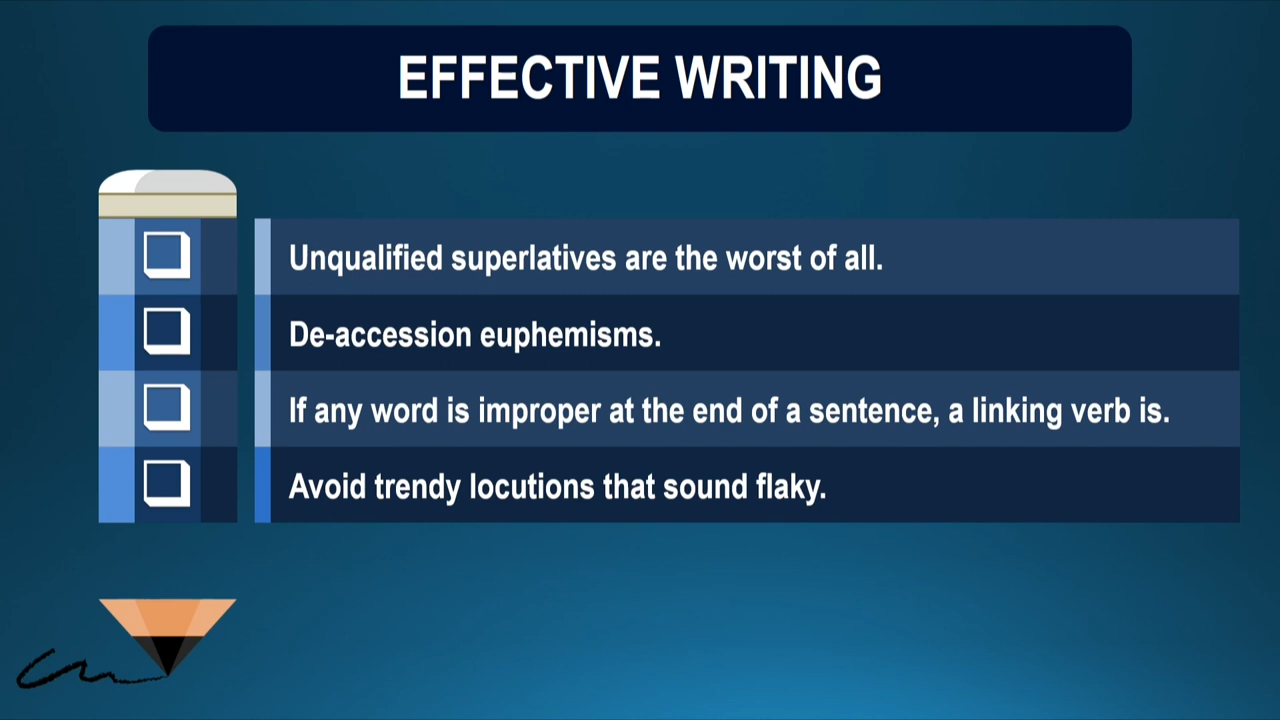 EFFECTIVE WRITING
Unqualified superlatives are the worst of all.
De-accession euphemisms.
If any word is improper at the end of a sentence, a linking verb is.
Avoid trendy locutions that sound flaky.